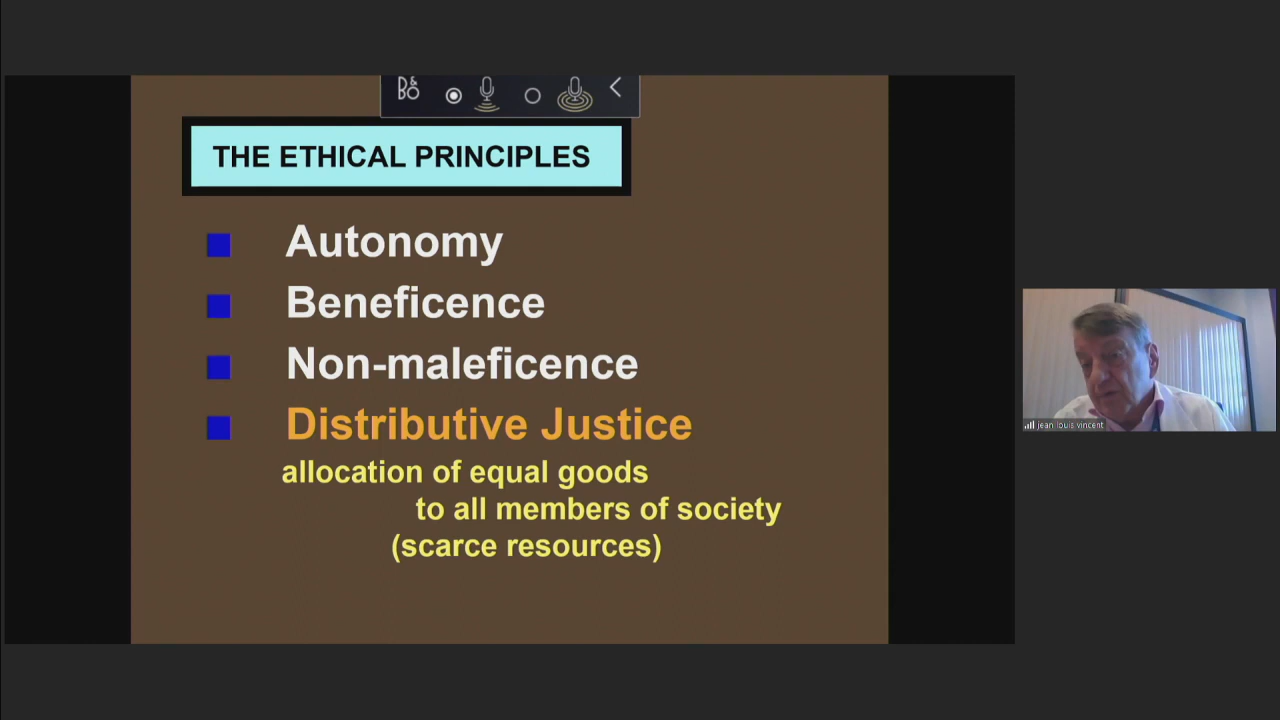 B&O
THE ETHICAL PRINCIPLES
Autonomy
Beneficence
Non-maleficence
Distributive Justice
allocation of equal goods
to all members of society
(scarce resources)
jean louis vincent